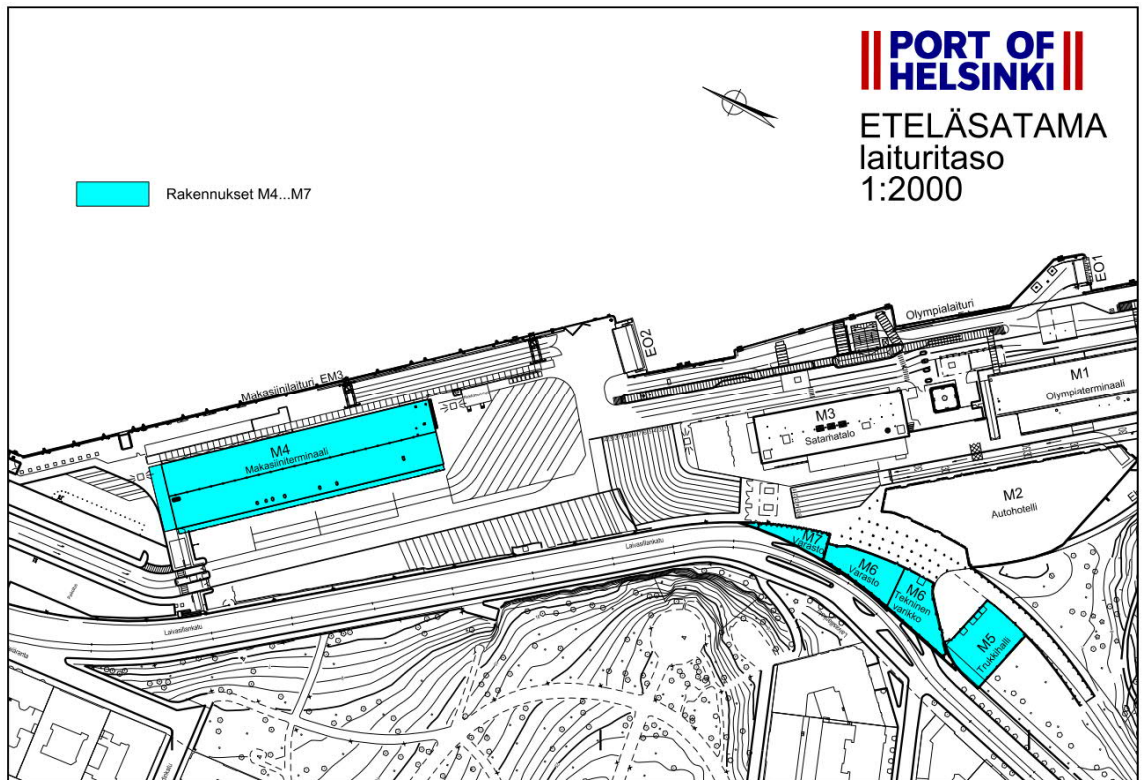 PORT OF
HELSINKI
ETELÄSATAMA
laituritaso
1:2000
Rakennukset M4...M7
EO1
Olympialaituri
EO2
Makasiinilaituri EM3
M1
Olympiaterminaali
M3
Satamatalo
M4
Makasiiniterminaali
M2
Autohotelli
M7
Varasto
M6
Varasto
M6
Tekninen
varikko
M5
Trukkihalli
Laivasillankatu
Laivasillankatu